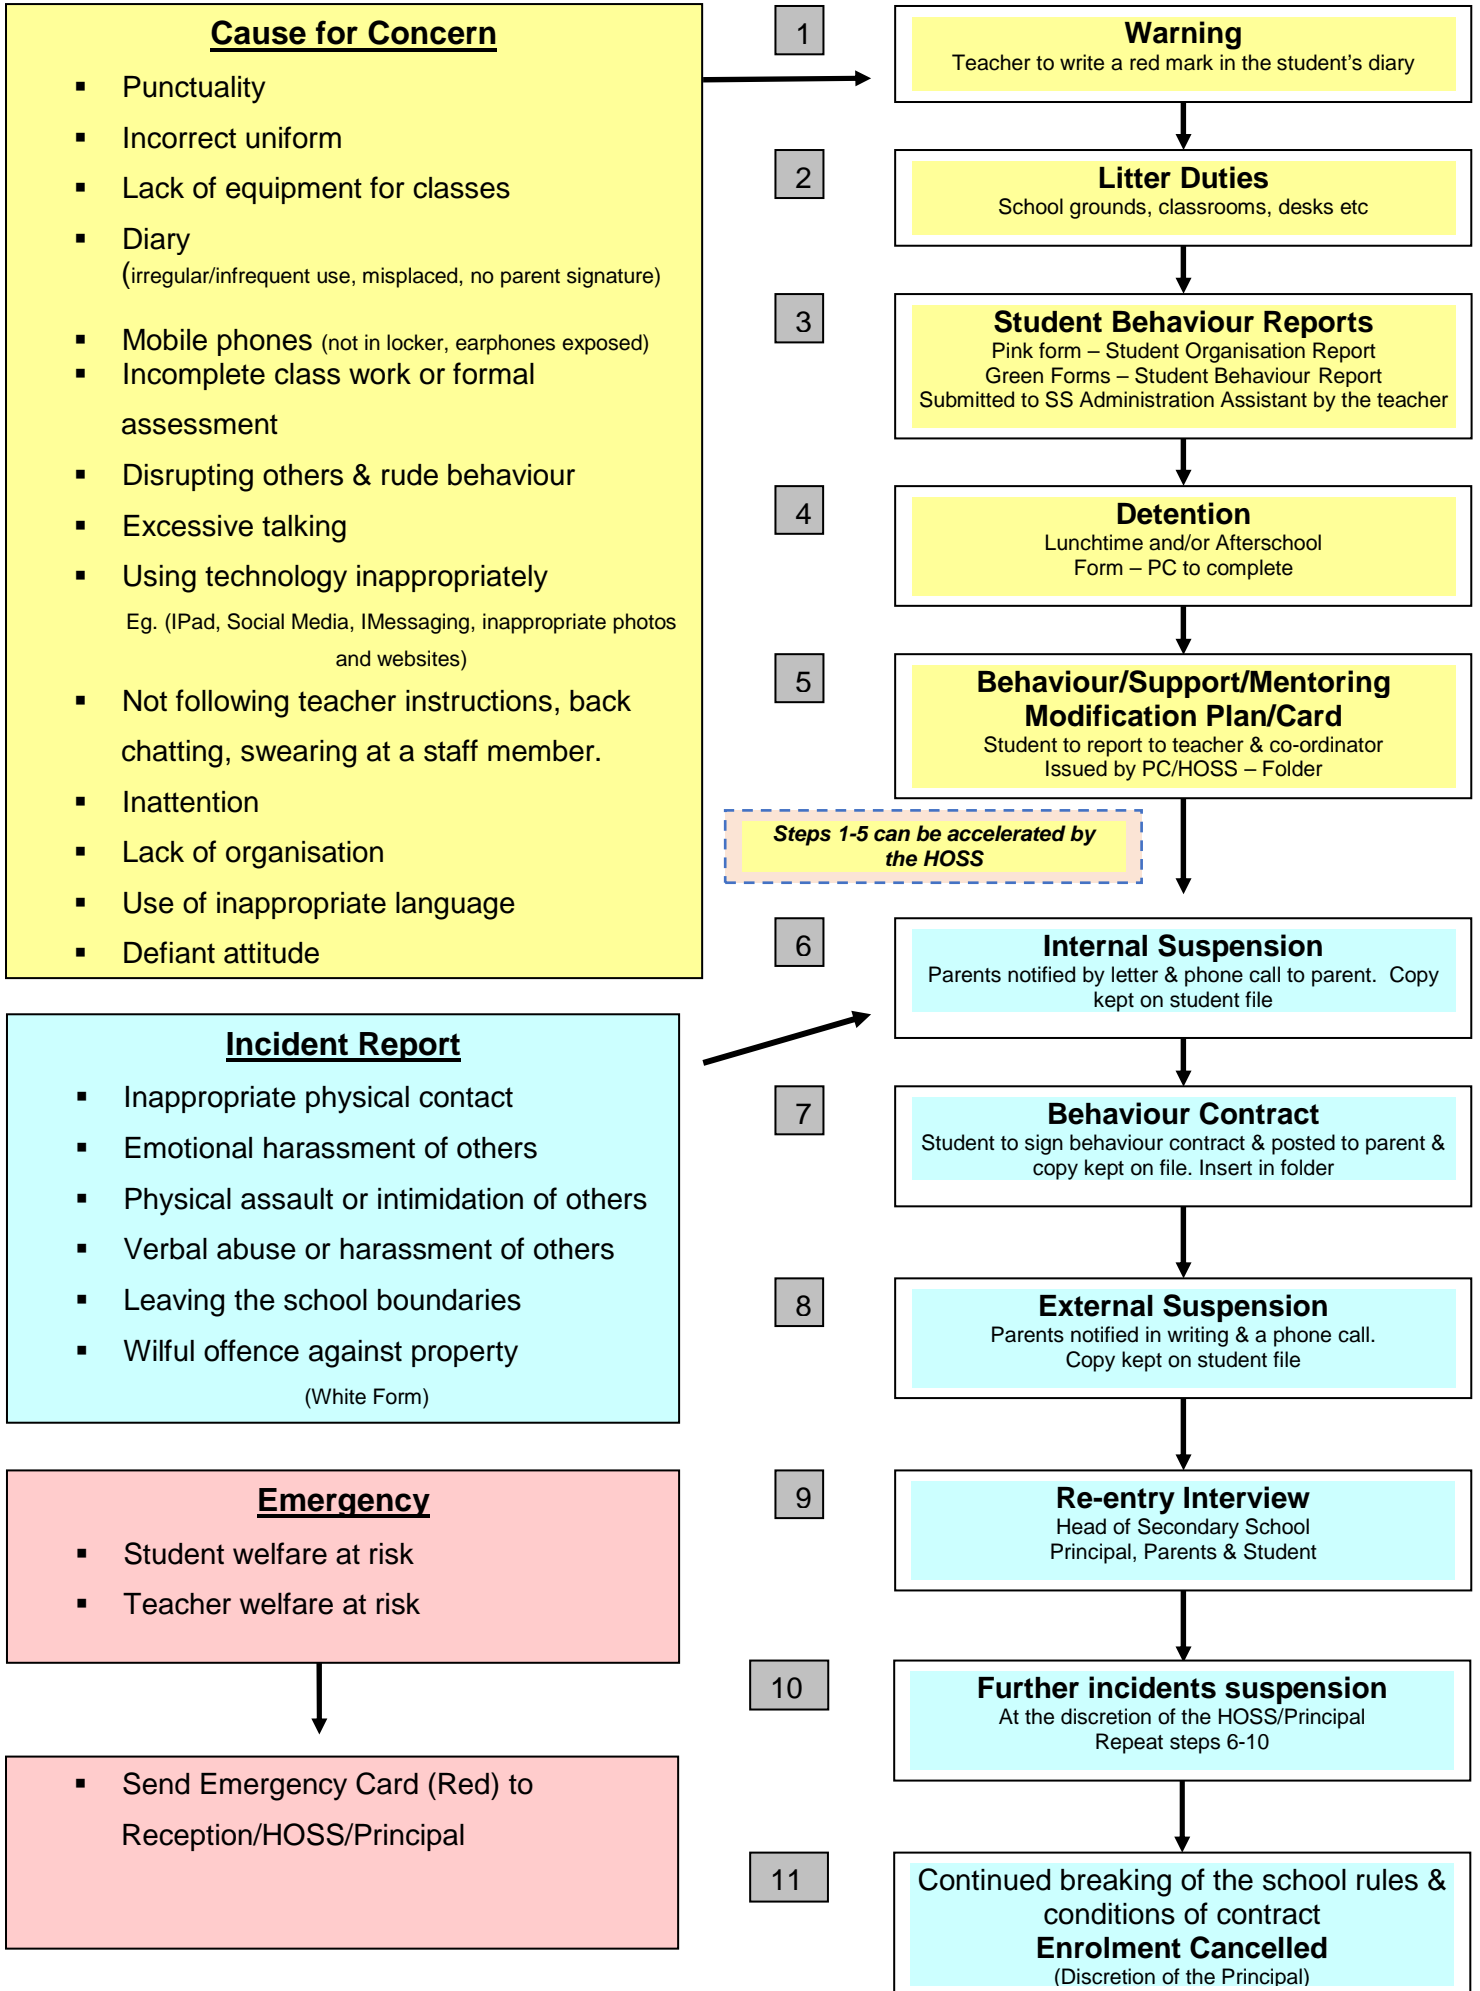 Cause for Concern
▪ Punctuality
▪ Incorrect uniform
▪ Lack of equipment for classes
▪ Diary
(irregular/infrequent use, misplaced, no parent signature)
▪ Mobile phones (not in locker, earphones exposed)
▪ Incomplete class work or formal
assessment
▪ Disrupting others & rude behaviour
▪ Excessive talking
▪ Using technology inappropriately
Eg. (IPad, Social Media, IMessaging, inappropriate photos
and websites)
▪ Not following teacher instructions, back
chatting, swearing at a staff member.
▪ Inattention
▪ Lack of organisation
▪ Use of inappropriate language
▪ Defiant attitude
Incident Report
▪ Inappropriate physical contact
▪ Emotional harassment of others
▪ Physical assault or intimidation of others
▪ Verbal abuse or harassment of others
▪ Leaving the school boundaries
▪ Wilful offence against property
(White Form)
Emergency
▪ Student welfare at risk
▪ Teacher welfare at risk
▪ Send Emergency Card (Red) to
Reception/HOSS/Principal
1
Warning
Teacher to write a red mark in the student's diary
2
Litter Duties
School grounds, classrooms, desks etc
3
Student Behaviour Reports
Pink form – Student Organisation Report
Green Forms – Student Behaviour Report
Submitted to SS Administration Assistant by the teacher
4
Detention
Lunchtime and/or Afterschool
Form – PC to complete
5
Behaviour/Support/Mentoring
Modification Plan/Card
Student to report to teacher & co-ordinator
Issued by PC/HOSS – Folder
Steps 1-5 can be accelerated by
the HOSS
6
Internal Suspension
Parents notified by letter & phone call to parent. Copy
kept on student file
7
Behaviour Contract
Student to sign behaviour contract & posted to parent &
copy kept on file. Insert in folder
8
External Suspension
Parents notified in writing & a phone call.
Copy kept on student file
9
Re-entry Interview
Head of Secondary School
Principal, Parents & Student
10
Further incidents suspension
At the discretion of the HOSS/Principal
Repeat steps 6-10
11
Continued breaking of the school rules &
conditions of contract
Enrolment Cancelled
(Discretion of the Principal)